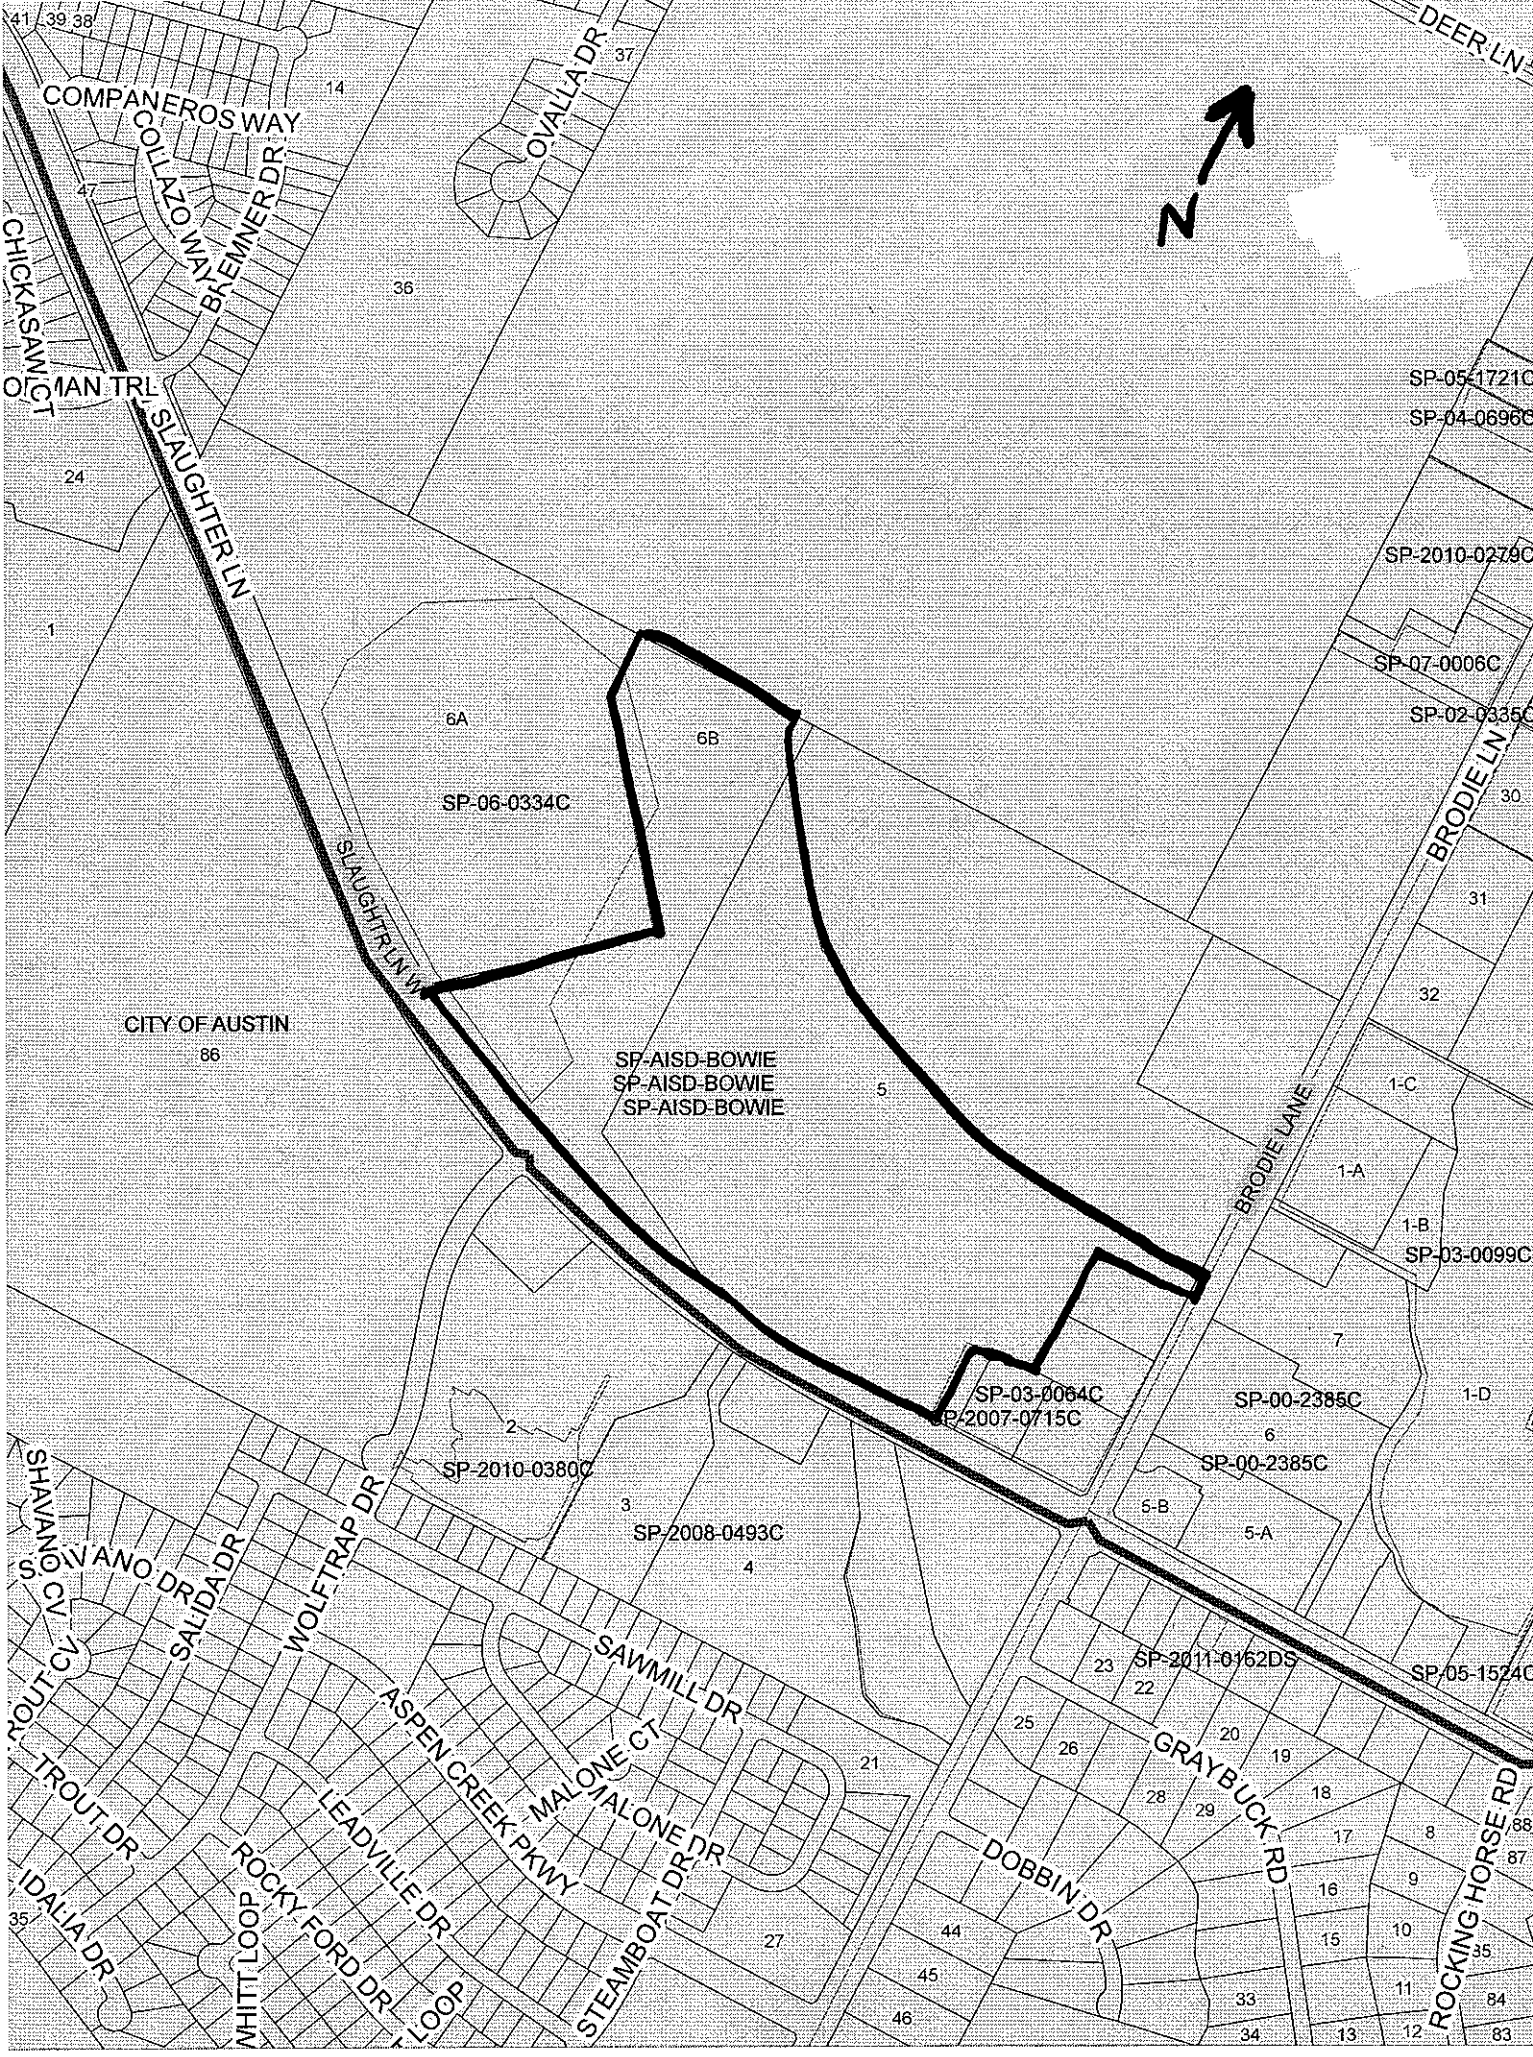 DEER LN
41
39
38
37
14
COMPANEROS WAY
OVALLA DR
COLLAZO WAY
BREMNER DR
47
N
CHICKASAW CT
36
SP-05-1721C
MAN TRL
SP-04-0696C
SLAUGHTER LN
24
SP-2010-0279C
1
SP-07-0006C
6A
SP-02-0335C
6B
BRODIE LN
SP-06-0334C
30
SLAUGHTR LN W
31
32
CITY OF AUSTIN
86
SP-AISD-BOWIE
SP-AISD-BOWIE
SP-AISD-BOWIE
5
1-C
BRODIE LANE
1-A
1-B
SP-03-0099C
7
SP-03-0064C
SP-2007-0715C
SP-00-2385C
1-D
2
6
SP-00-2385C
SP-2010-0380C
3
5-B
5-A
SP-2008-0493C
4
SHAVANO CV
SALIDA DR
WOLFTRAP DR
SAWMILL DR
23
SP-2011-0162DS
22
SP-05-1524C
TROUT CV
ASPEN CREEK PKWY
MALONE CT
25
26
GRAYBUCK RD
20
19
21
TROUT DR
LEADVILLE DR
MALONE DR
28
29
18
ROCKING HORSE RD
17
8
88
87
DOBBIN DR
IDALIA DR
ROCKY FORD DR
STEAMBOAT DR
16
9
35
WHITT LOOP
27
44
15
10
85
45
11
84
LOOP
46
33
34
13
12
83